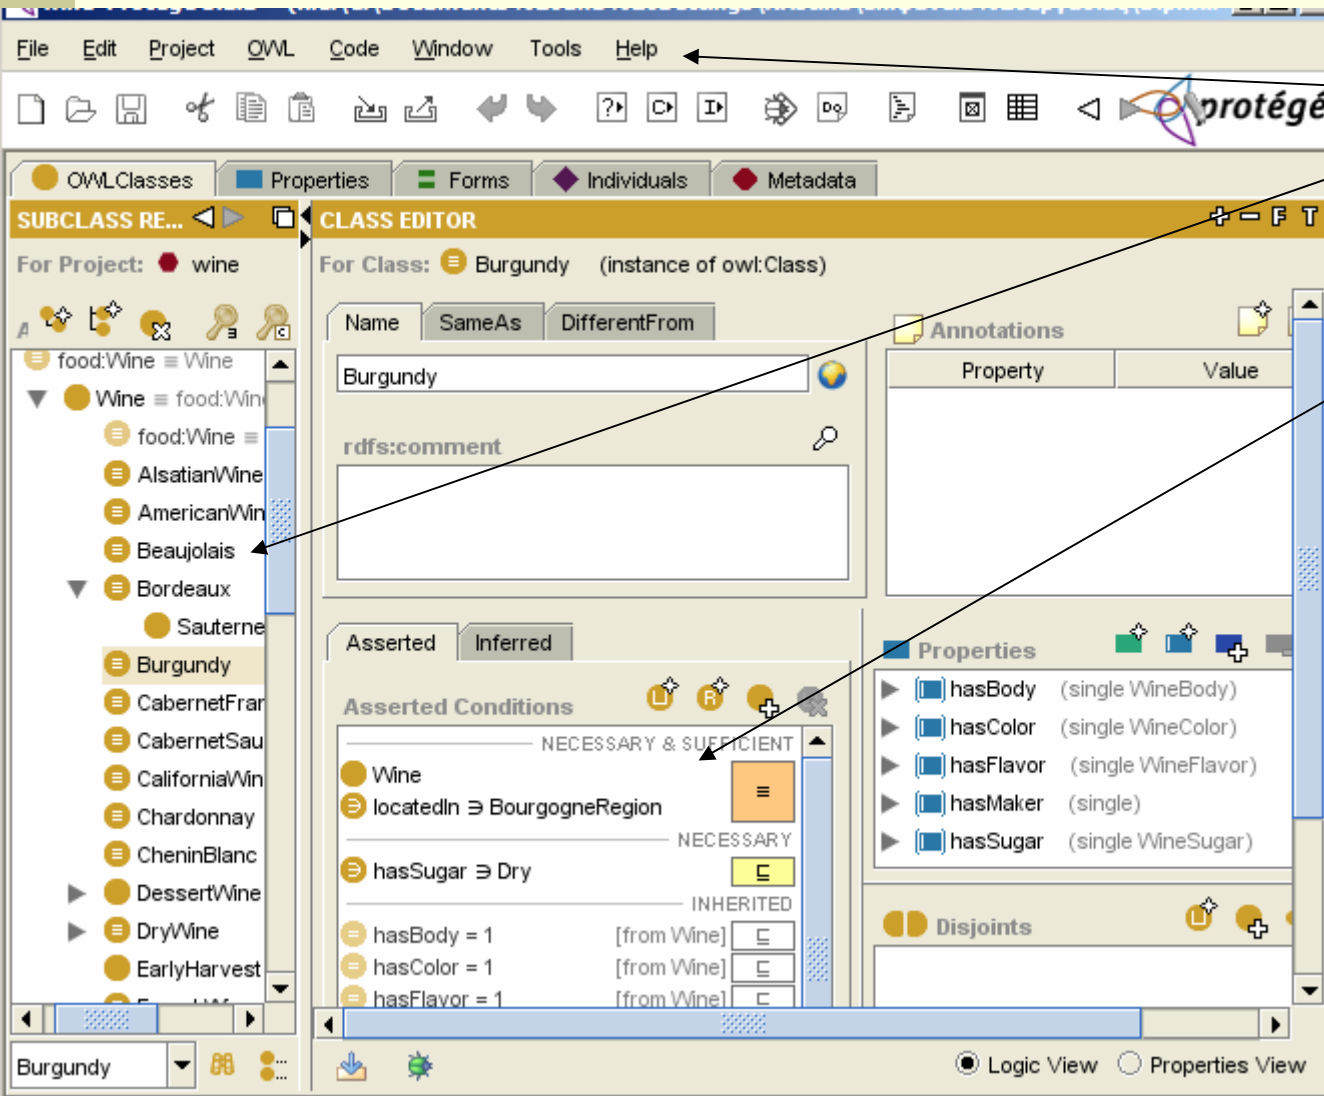 File Edit Project OWL Code Window Tools Help
protégé
OWLClasses Properties Forms Individuals Metadata
SUBCLASS RE... CLASS EDITOR F T
For Project: wine For Class: Burgundy (instance of owl:Class)
Name SameAs DifferentFrom Annotations
Property Value
Burgundy
rdfs:comment
food:Wine ≡ Wine
Wine ≡ food:Win
food:Wine ≡
AlsatianWine
AmericanWin
Beaujolais
Bordeaux
Sauterne
Burgundy
CabernetFrar
CabernetSau
CaliforniaWin
Chardonnay
CheninBlanc
DessertWine
DryWine
EarlyHarvest
Asserted Inferred
Asserted Conditions
NECESSARY & SUFFICIENT
Wine
≡
locatedIn ∋ BourgogneRegion
NECESSARY
hasSugar ∋ Dry ⊑
INHERITED
hasBody = 1 [from Wine] ⊑
hasColor = 1 [from Wine] ⊑
hasFlavor = 1 [from Wine] ⊑
Properties
hasBody (single WineBody)
hasColor (single WineColor)
hasFlavor (single WineFlavor)
hasMaker (single)
hasSugar (single WineSugar)
Disjoints
Burgundy
Logic View Properties View